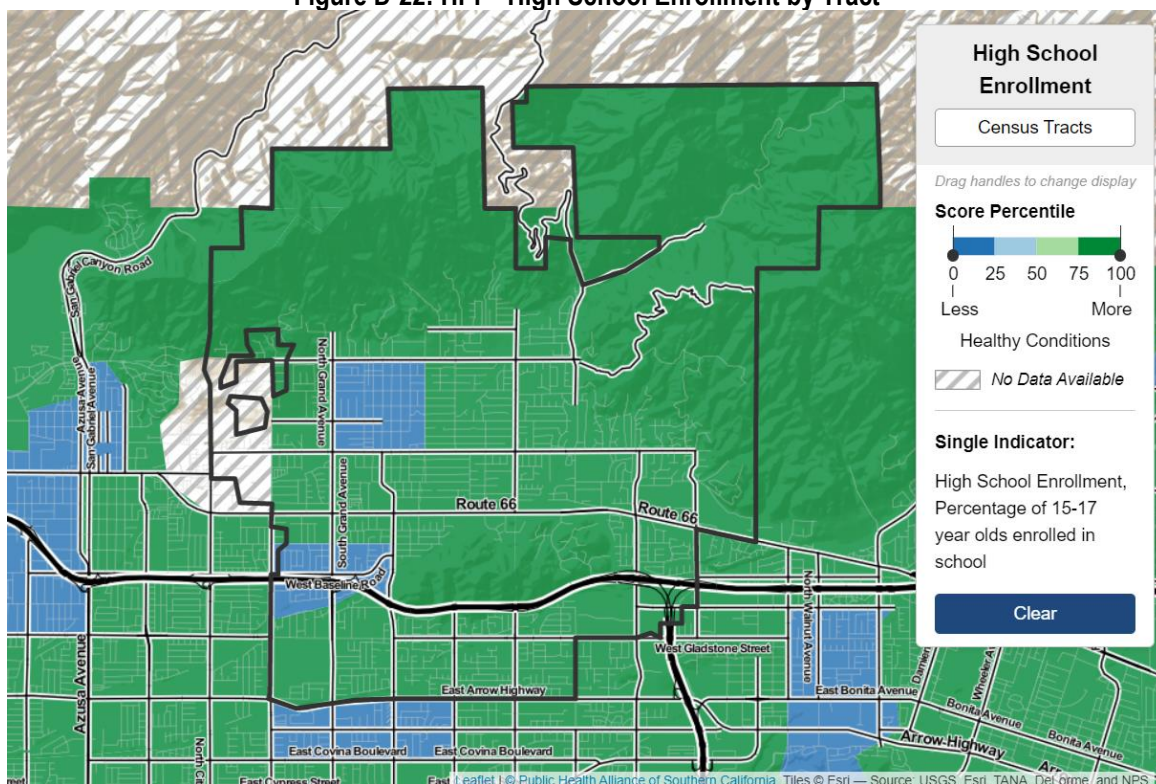 Figure D-22: HPI - High School Enrollment by Tract
High School
Enrollment
Census Tracts
Drag handles to change display
Score Percentile
0 25 50 75 100
Less More
Healthy Conditions
No Data Available
Single Indicator:
High School Enrollment,
Percentage of 15-17
year olds enrolled in
school
Clear
San Gabriel Canyon Road
Azusa Avenue
San Gabriel Avenue
North Grand Avenue
South Grand Avenue
Route 66
Route 66
West Baseline Road
North Walnut Avenue
West Gladstone Street
Azusa Avenue
East Arrow Highway
East Bonita Avenue
Bonita Avenue
Bonita Avenue
Arrow Highway
East Covina Boulevard
East Covina Boulevard
East Cypress Street
Leaflet | © Public Health Alliance of Southern California, Tiles © Esri — Source: USGS, Esri, TANA, DeLorme, and NPS